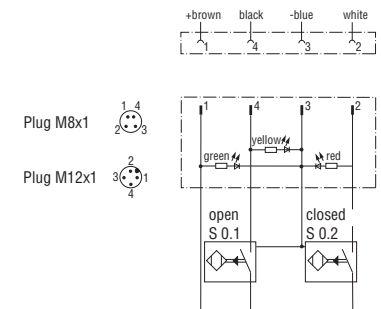 +brown black -blue white
1 4 3 2
Plug M8x1
1 4
2 3
1 4 3 2
yellow
green red
Plug M12x1
2
3 1
4
open closed
S 0.1 S 0.2